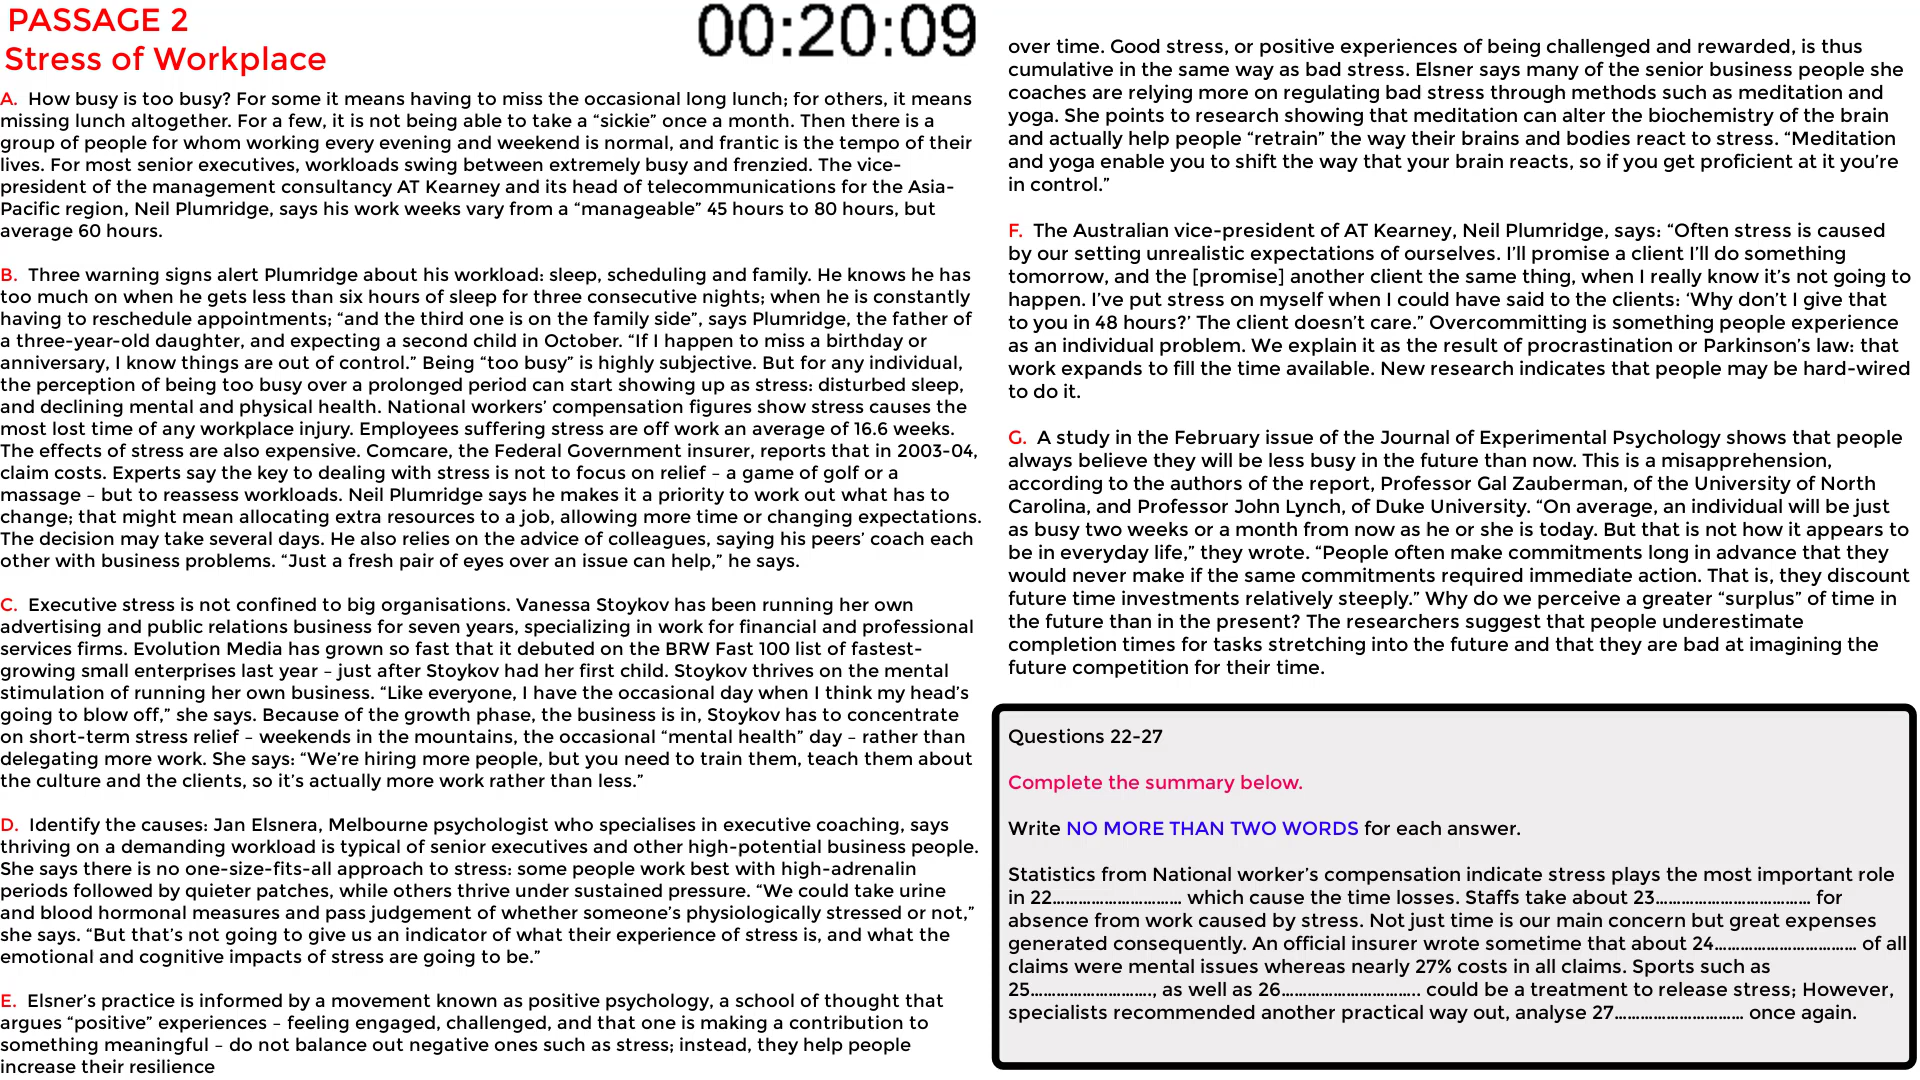 PASSAGE 2
Stress of Workplace
00:20:09
A. How busy is too busy? For some it means having to miss the occasional long lunch; for others, it means
missing lunch altogether. For a few, it is not being able to take a “sickie” once a month. Then there is a
group of people for whom working every evening and weekend is normal, and frantic is the tempo of their
lives. For most senior executives, workloads swing between extremely busy and frenzied. The vice-
president of the management consultancy AT Kearney and its head of telecommunications for the Asia-
Pacific region, Neil Plumridge, says his work weeks vary from a “manageable” 45 hours to 80 hours, but
average 60 hours.
B. Three warning signs alert Plumridge about his workload: sleep, scheduling and family. He knows he has
too much on when he gets less than six hours of sleep for three consecutive nights; when he is constantly
having to reschedule appointments; “and the third one is on the family side”, says Plumridge, the father of
a three-year-old daughter, and expecting a second child in October. “If I happen to miss a birthday or
anniversary, I know things are out of control.” Being “too busy” is highly subjective. But for any individual,
the perception of being too busy over a prolonged period can start showing up as stress: disturbed sleep,
and declining mental and physical health. National workers’ compensation figures show stress causes the
most lost time of any workplace injury. Employees suffering stress are off work an average of 16.6 weeks.
The effects of stress are also expensive. Comcare, the Federal Government insurer, reports that in 2003-04,
claim costs. Experts say the key to dealing with stress is not to focus on relief – a game of golf or a
massage – but to reassess workloads. Neil Plumridge says he makes it a priority to work out what has to
change; that might mean allocating extra resources to a job, allowing more time or changing expectations.
The decision may take several days. He also relies on the advice of colleagues, saying his peers’ coach each
other with business problems. “Just a fresh pair of eyes over an issue can help,” he says.
C. Executive stress is not confined to big organisations. Vanessa Stoykov has been running her own
advertising and public relations business for seven years, specializing in work for financial and professional
services firms. Evolution Media has grown so fast that it debuted on the BRW Fast 100 list of fastest-
growing small enterprises last year – just after Stoykov had her first child. Stoykov thrives on the mental
stimulation of running her own business. “Like everyone, I have the occasional day when I think my head’s
going to blow off,” she says. Because of the growth phase, the business is in, Stoykov has to concentrate
on short-term stress relief – weekends in the mountains, the occasional “mental health” day – rather than
delegating more work. She says: “We’re hiring more people, but you need to train them, teach them about
the culture and the clients, so it’s actually more work rather than less.”
D. Identify the causes: Jan Elsnera, Melbourne psychologist who specialises in executive coaching, says
thriving on a demanding workload is typical of senior executives and other high-potential business people.
She says there is no one-size-fits-all approach to stress: some people work best with high-adrenalin
periods followed by quieter patches, while others thrive under sustained pressure. “We could take urine
and blood hormonal measures and pass judgement of whether someone’s physiologically stressed or not,”
she says. “But that’s not going to give us an indicator of what their experience of stress is, and what the
emotional and cognitive impacts of stress are going to be.”
E. Elsner’s practice is informed by a movement known as positive psychology, a school of thought that
argues “positive” experiences – feeling engaged, challenged, and that one is making a contribution to
something meaningful – do not balance out negative ones such as stress; instead, they help people
increase their resilience
over time. Good stress, or positive experiences of being challenged and rewarded, is thus
cumulative in the same way as bad stress. Elsner says many of the senior business people she
coaches are relying more on regulating bad stress through methods such as meditation and
yoga. She points to research showing that meditation can alter the biochemistry of the brain
and actually help people “retrain” the way their brains and bodies react to stress. “Meditation
and yoga enable you to shift the way that your brain reacts, so if you get proficient at it you’re
in control.”
F. The Australian vice-president of AT Kearney, Neil Plumridge, says: “Often stress is caused
by our setting unrealistic expectations of ourselves. I’ll promise a client I’ll do something
tomorrow, and the [promise] another client the same thing, when I really know it’s not going to
happen. I’ve put stress on myself when I could have said to the clients: ‘Why don’t I give that
to you in 48 hours?’ The client doesn’t care.” Overcommitting is something people experience
as an individual problem. We explain it as the result of procrastination or Parkinson’s law: that
work expands to fill the time available. New research indicates that people may be hard-wired
to do it.
G. A study in the February issue of the Journal of Experimental Psychology shows that people
always believe they will be less busy in the future than now. This is a misapprehension,
according to the authors of the report, Professor Gal Zauberman, of the University of North
Carolina, and Professor John Lynch, of Duke University. “On average, an individual will be just
as busy two weeks or a month from now as he or she is today. But that is not how it appears to
be in everyday life,” they wrote. “People often make commitments long in advance that they
would never make if the same commitments required immediate action. That is, they discount
future time investments relatively steeply.” Why do we perceive a greater “surplus” of time in
the future than in the present? The researchers suggest that people underestimate
completion times for tasks stretching into the future and that they are bad at imagining the
future competition for their time.
Questions 22-27
Complete the summary below.
Write NO MORE THAN TWO WORDS for each answer.
Statistics from National worker’s compensation indicate stress plays the most important role
in 22………………………… which cause the time losses. Staffs take about 23……………………………… for
absence from work caused by stress. Not just time is our main concern but great expenses
generated consequently. An official insurer wrote sometime that about 24…………………………… of all
claims were mental issues whereas nearly 27% costs in all claims. Sports such as
25………………………., as well as 26………………………….. could be a treatment to release stress; However,
specialists recommended another practical way out, analyse 27………………………… once again.